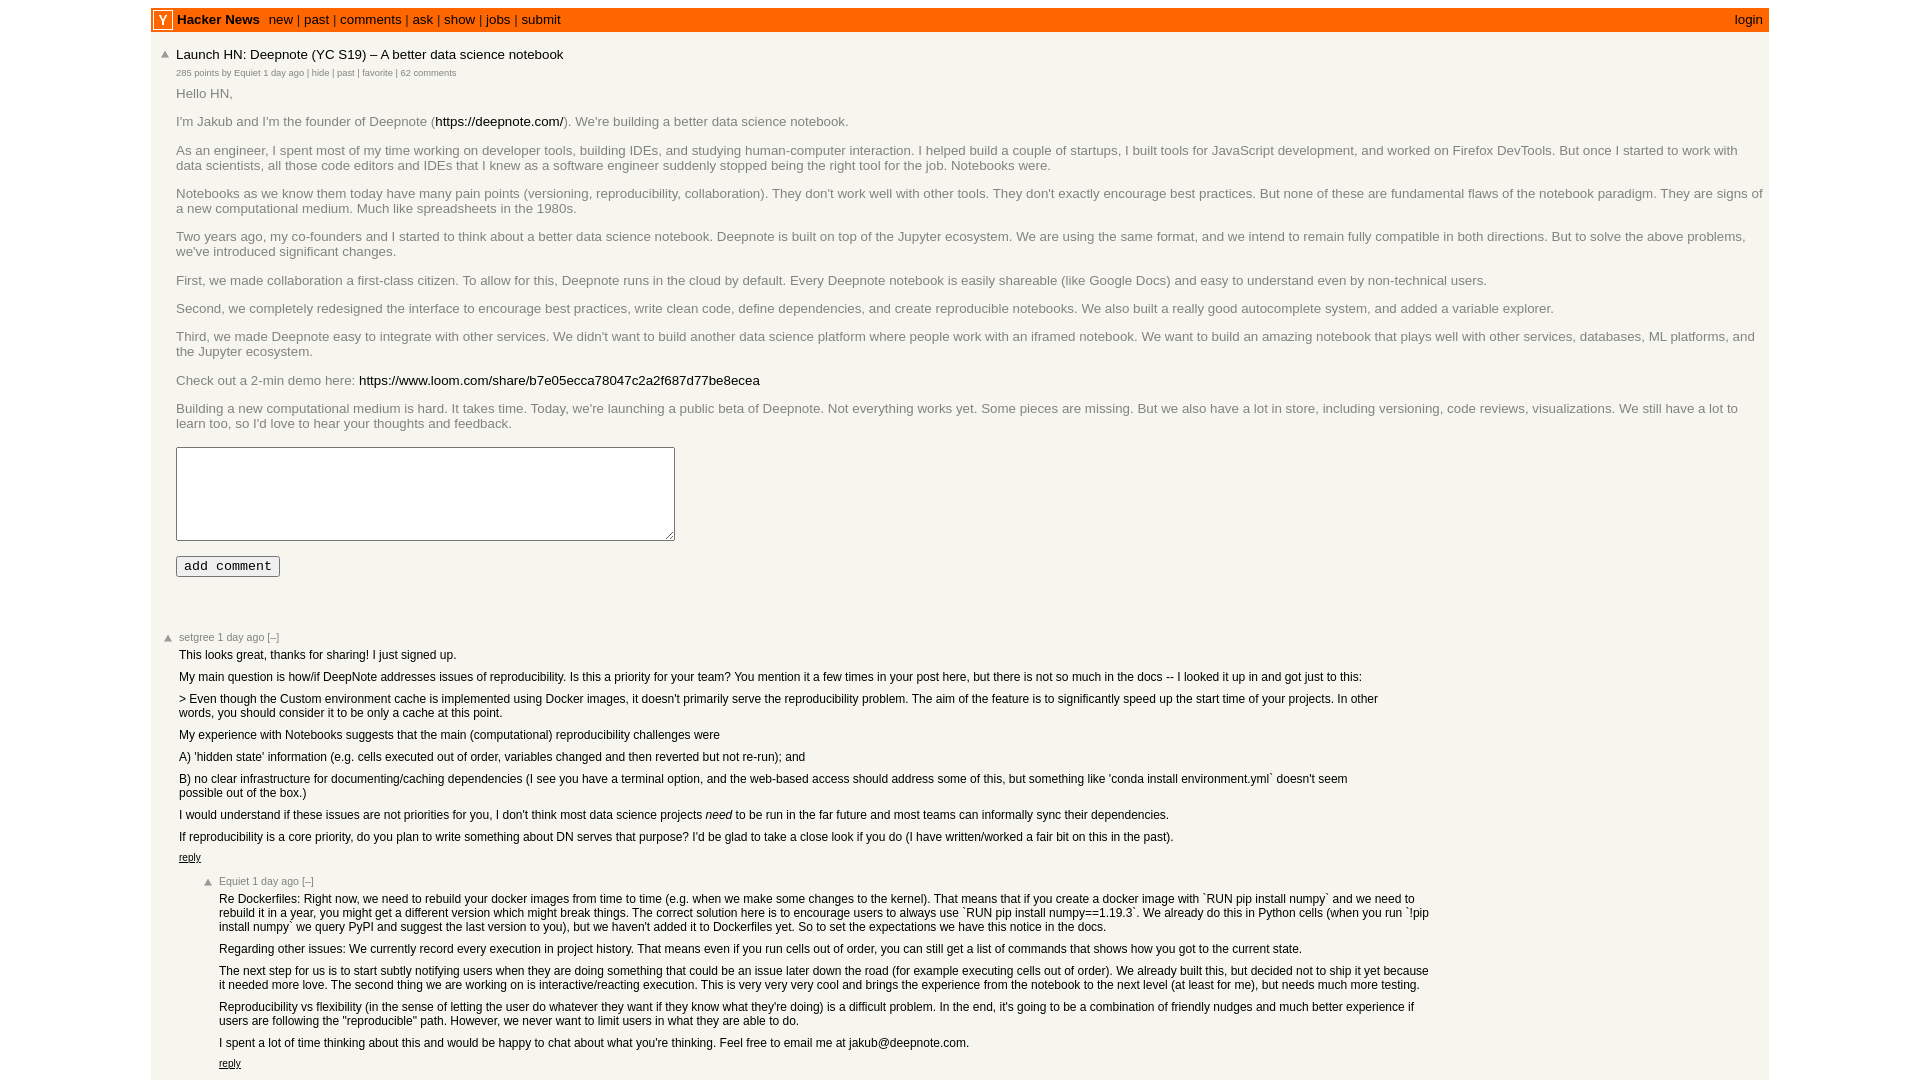 Y Hacker News new | past | comments | ask | show | jobs | submit login
Launch HN: Deepnote (YC S19) – A better data science notebook
285 points by Equiet 1 day ago | hide | past | favorite | 62 comments
Hello HN,
I'm Jakub and I'm the founder of Deepnote (https://deepnote.com/). We're building a better data science notebook.
As an engineer, I spent most of my time working on developer tools, building IDEs, and studying human-computer interaction. I helped build a couple of startups, I built tools for JavaScript development, and worked on Firefox DevTools. But once I started to work with
data scientists, all those code editors and IDEs that I knew as a software engineer suddenly stopped being the right tool for the job. Notebooks were.
Notebooks as we know them today have many pain points (versioning, reproducibility, collaboration). They don't work well with other tools. They don't exactly encourage best practices. But none of these are fundamental flaws of the notebook paradigm. They are signs of
a new computational medium. Much like spreadsheets in the 1980s.
Two years ago, my co-founders and I started to think about a better data science notebook. Deepnote is built on top of the Jupyter ecosystem. We are using the same format, and we intend to remain fully compatible in both directions. But to solve the above problems,
we've introduced significant changes.
First, we made collaboration a first-class citizen. To allow for this, Deepnote runs in the cloud by default. Every Deepnote notebook is easily shareable (like Google Docs) and easy to understand even by non-technical users.
Second, we completely redesigned the interface to encourage best practices, write clean code, define dependencies, and create reproducible notebooks. We also built a really good autocomplete system, and added a variable explorer.
Third, we made Deepnote easy to integrate with other services. We didn't want to build another data science platform where people work with an iframed notebook. We want to build an amazing notebook that plays well with other services, databases, ML platforms, and
the Jupyter ecosystem.
Check out a 2-min demo here: https://www.loom.com/share/b7e05ecca78047c2a2f687d77be8ecea
Building a new computational medium is hard. It takes time. Today, we're launching a public beta of Deepnote. Not everything works yet. Some pieces are missing. But we also have a lot in store, including versioning, code reviews, visualizations. We still have a lot to
learn too, so I'd love to hear your thoughts and feedback.
add comment
setgree 1 day ago [–]
This looks great, thanks for sharing! I just signed up.
My main question is how/if DeepNote addresses issues of reproducibility. Is this a priority for your team? You mention it a few times in your post here, but there is not so much in the docs -- I looked it up in and got just to this:
> Even though the Custom environment cache is implemented using Docker images, it doesn't primarily serve the reproducibility problem. The aim of the feature is to significantly speed up the start time of your projects. In other
words, you should consider it to be only a cache at this point.
My experience with Notebooks suggests that the main (computational) reproducibility challenges were
A) 'hidden state' information (e.g. cells executed out of order, variables changed and then reverted but not re-run); and
B) no clear infrastructure for documenting/caching dependencies (I see you have a terminal option, and the web-based access should address some of this, but something like 'conda install environment.yml` doesn't seem
possible out of the box.)
I would understand if these issues are not priorities for you, I don't think most data science projects need to be run in the far future and most teams can informally sync their dependencies.
If reproducibility is a core priority, do you plan to write something about DN serves that purpose? I'd be glad to take a close look if you do (I have written/worked a fair bit on this in the past).
reply
Equiet 1 day ago [–]
Re Dockerfiles: Right now, we need to rebuild your docker images from time to time (e.g. when we make some changes to the kernel). That means that if you create a docker image with `RUN pip install numpy` and we need to
rebuild it in a year, you might get a different version which might break things. The correct solution here is to encourage users to always use `RUN pip install numpy==1.19.3`. We already do this in Python cells (when you run `!pip
install numpy` we query PyPI and suggest the last version to you), but we haven't added it to Dockerfiles yet. So to set the expectations we have this notice in the docs.
Regarding other issues: We currently record every execution in project history. That means even if you run cells out of order, you can still get a list of commands that shows how you got to the current state.
The next step for us is to start subtly notifying users when they are doing something that could be an issue later down the road (for example executing cells out of order). We already built this, but decided not to ship it yet because
it needed more love. The second thing we are working on is interactive/reacting execution. This is very very very cool and brings the experience from the notebook to the next level (at least for me), but needs much more testing.
Reproducibility vs flexibility (in the sense of letting the user do whatever they want if they know what they're doing) is a difficult problem. In the end, it's going to be a combination of friendly nudges and much better experience if
users are following the "reproducible" path. However, we never want to limit users in what they are able to do.
I spent a lot of time thinking about this and would be happy to chat about what you're thinking. Feel free to email me at jakub@deepnote.com.
reply